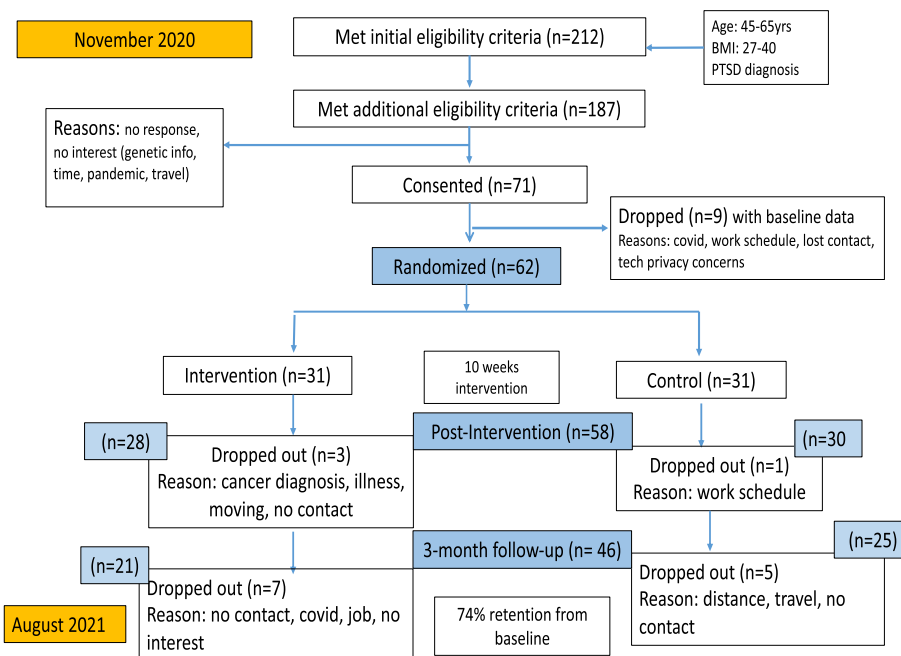 November 2020
Met initial eligibility criteria (n=212)
Age: 45-65yrs
BMI: 27-40
PTSD diagnosis
Met additional eligibility criteria (n=187)
Reasons: no response,
no interest (genetic info,
time, pandemic, travel)
Consented (n=71)
Dropped (n=9) with baseline data
Reasons: covid, work schedule, lost contact,
tech privacy concerns
Randomized (n=62)
Intervention (n=31)
10 weeks
intervention
Control (n=31)
(n=28)
Post-Intervention (n=58)
(n=30
Dropped out (n=3)
Reason: cancer diagnosis, illness,
moving, no contact
Dropped out (n=1)
Reason: work schedule
(n=21)
3-month follow-up (n= 46)
(n=25)
Dropped out (n=7)
Reason: no contact, covid, job, no
interest
Dropped out (n=5)
Reason: distance, travel, no
contact
August 2021
74% retention from
baseline